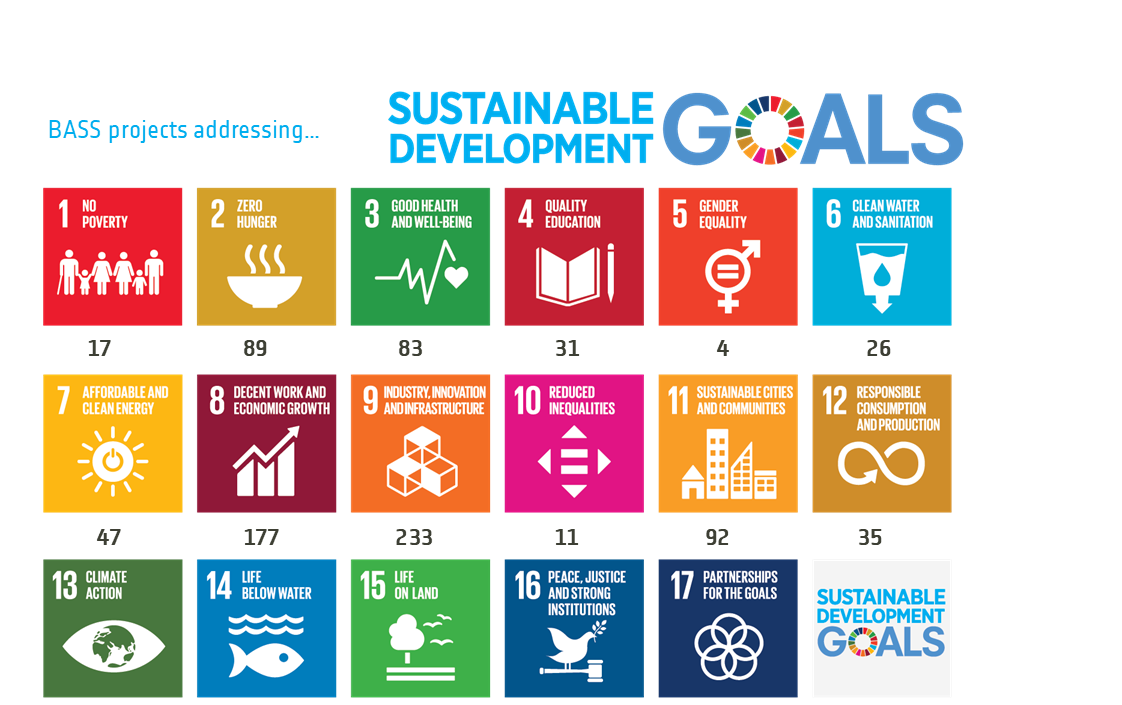 BASS projects addressing...
SUSTAINABLE
DEVELOPMENT
GOALS
1 NO
POVERTY
2 ZERO
HUNGER
3 GOOD HEALTH
AND WELL-BEING
4 QUALITY
EDUCATION
5 GENDER
EQUALITY
6 CLEAN WATER
AND SANITATION
17
89
83
31
4
26
7 AFFORDABLE AND
CLEAN ENERGY
8 DECENT WORK AND
ECONOMIC GROWTH
9 INDUSTRY, INNOVATION
AND INFRASTRUCTURE
10 REDUCED
INEQUALITIES
11 SUSTAINABLE CITIES
AND COMMUNITIES
12 RESPONSIBLE
CONSUMPTION
AND PRODUCTION
47
177
233
11
92
35
13 CLIMATE
ACTION
14 LIFE
BELOW WATER
15 LIFE
ON LAND
16 PEACE, JUSTICE
AND STRONG
INSTITUTIONS
17 PARTNERSHIPS
FOR THE GOALS
SUSTAINABLE
DEVELOPMENT
GOALS